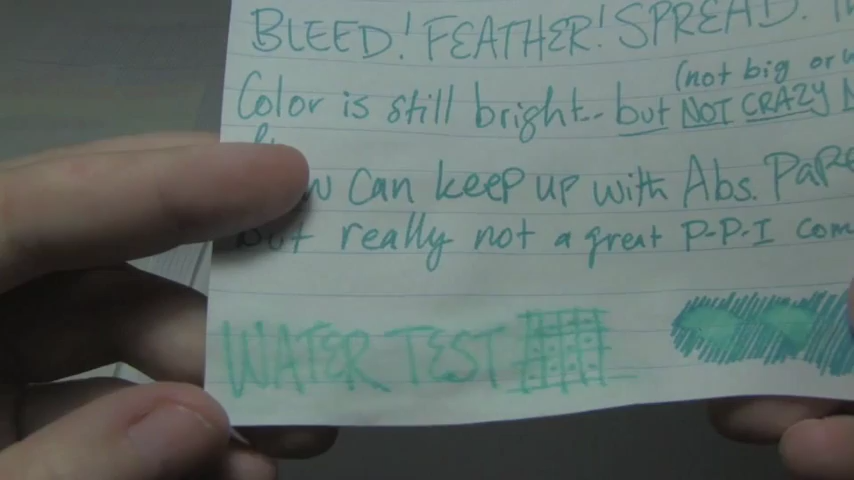 BLEED! FEATHER! SPREAD.
(not big or
Color is still bright.. but NOT CRAZY
can keep up with Abs.
but really not a great P-P-I com
WATER TEST